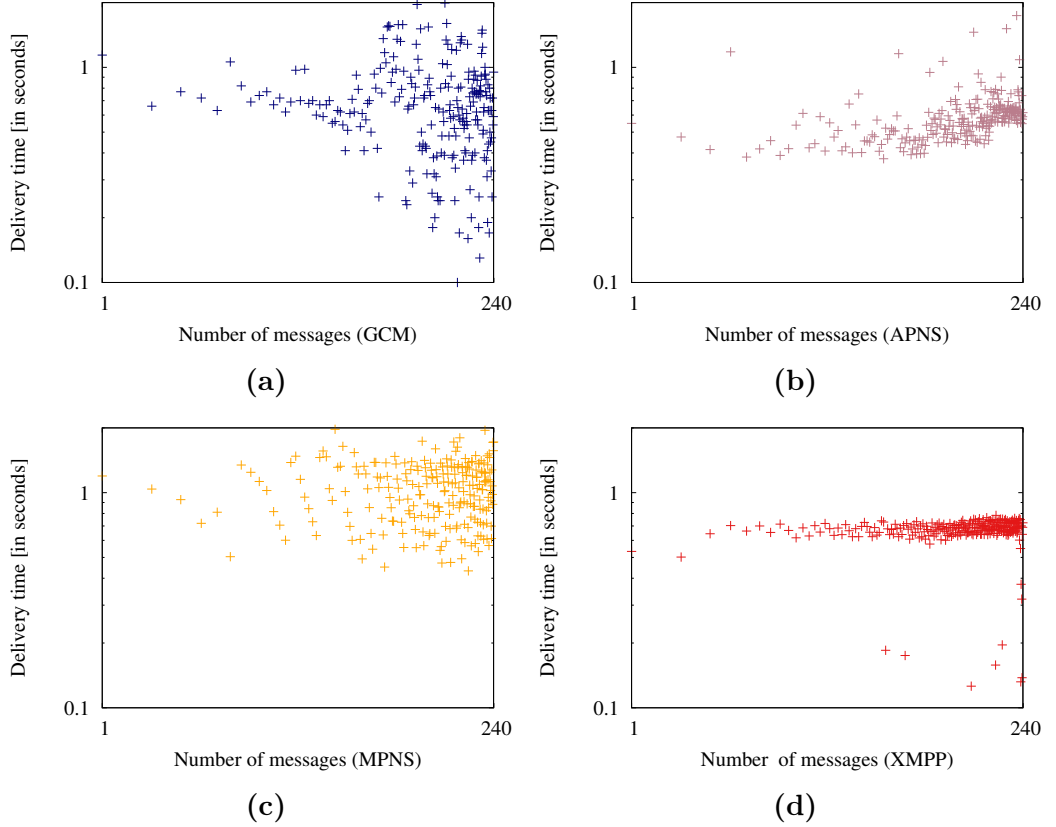 Delivery time [in seconds]
1
0.1
1
240
Number of messages (GCM)
(a)
Delivery time [in seconds]
1
0.1
1
240
Number of messages (APNS)
(b)
Delivery time [in seconds]
1
0.1
1
240
Number of messages (MPNS)
(c)
Delivery time [in seconds]
1
0.1
1
240
Number of messages (XMPP)
(d)